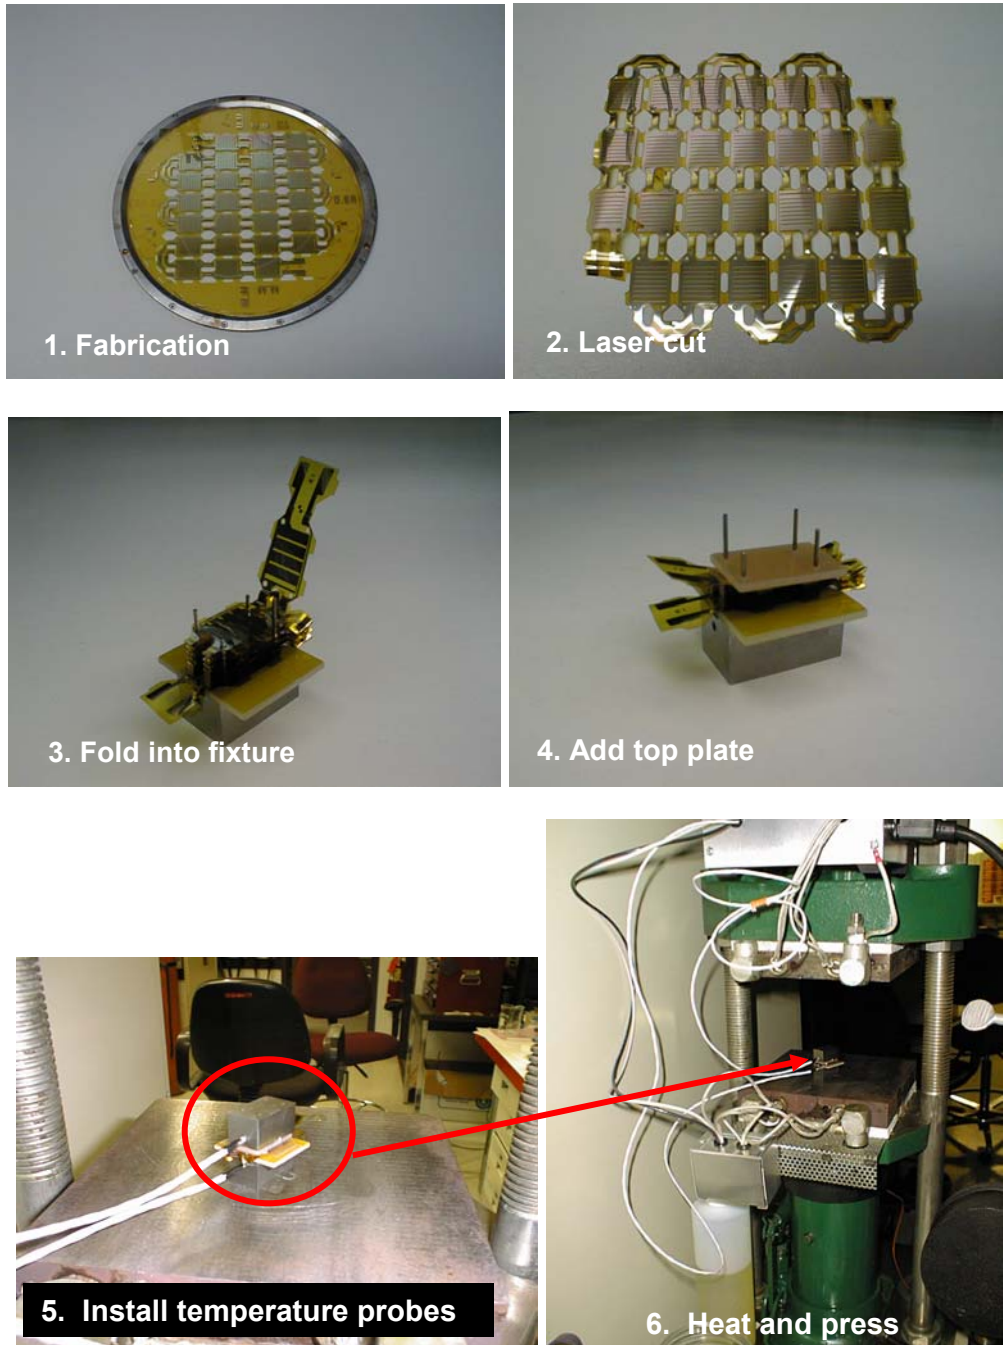 1. Fabrication
2. Laser cut
3. Fold into fixture
4. Add top plate
5. Install temperature probes
6. Heat and press